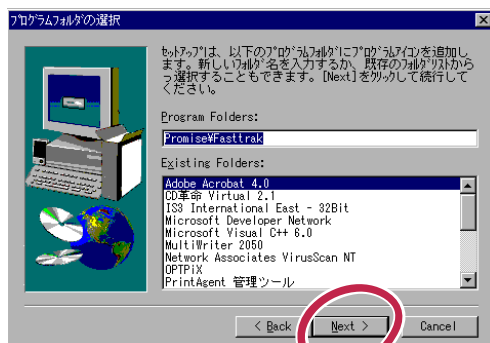 ﾌﾟﾛｸﾞﾗﾑﾌｫﾙﾀﾞの選択
ｾｯﾄｱｯﾌﾟは、以下のﾌﾟﾛｸﾞﾗﾑﾌｫﾙﾀﾞにﾌﾟﾛｸﾞﾗﾑｱｲｺﾝを追加し
ます。新しいﾌｫﾙﾀﾞ名を入力するか、既存のﾌｫﾙﾀﾞﾘｽﾄから
っ選択することもできます。[Next]をｸﾘｯｸして続行して
ください。
Program Folders:
Promise¥Fasttrak
Existing Folders:
Adobe Acrobat 4.0
CD革命 Virtual 2.1
IS3 International East - 32Bit
Microsoft Developer Network
Microsoft Visual C++ 6.0
MultiWriter 2050
Network Associates VirusScan NT
OPTPiX
PrintAgent 管理ツール
< Back
Next >
Cancel